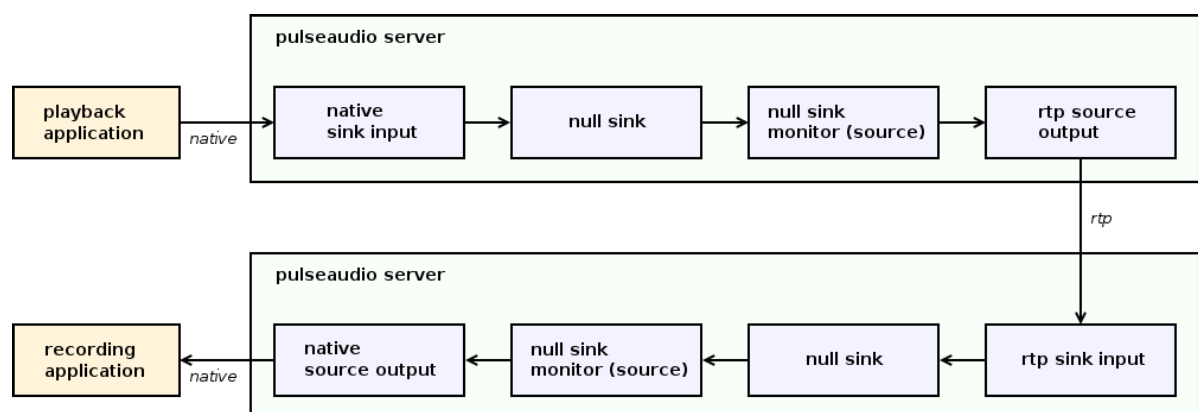 pulseaudio server
playback
application
native
native
sink input
null sink
null sink
monitor (source)
rtp source
output
rtp
pulseaudio server
recording
application
native
native
source output
null sink
monitor (source)
null sink
rtp sink input